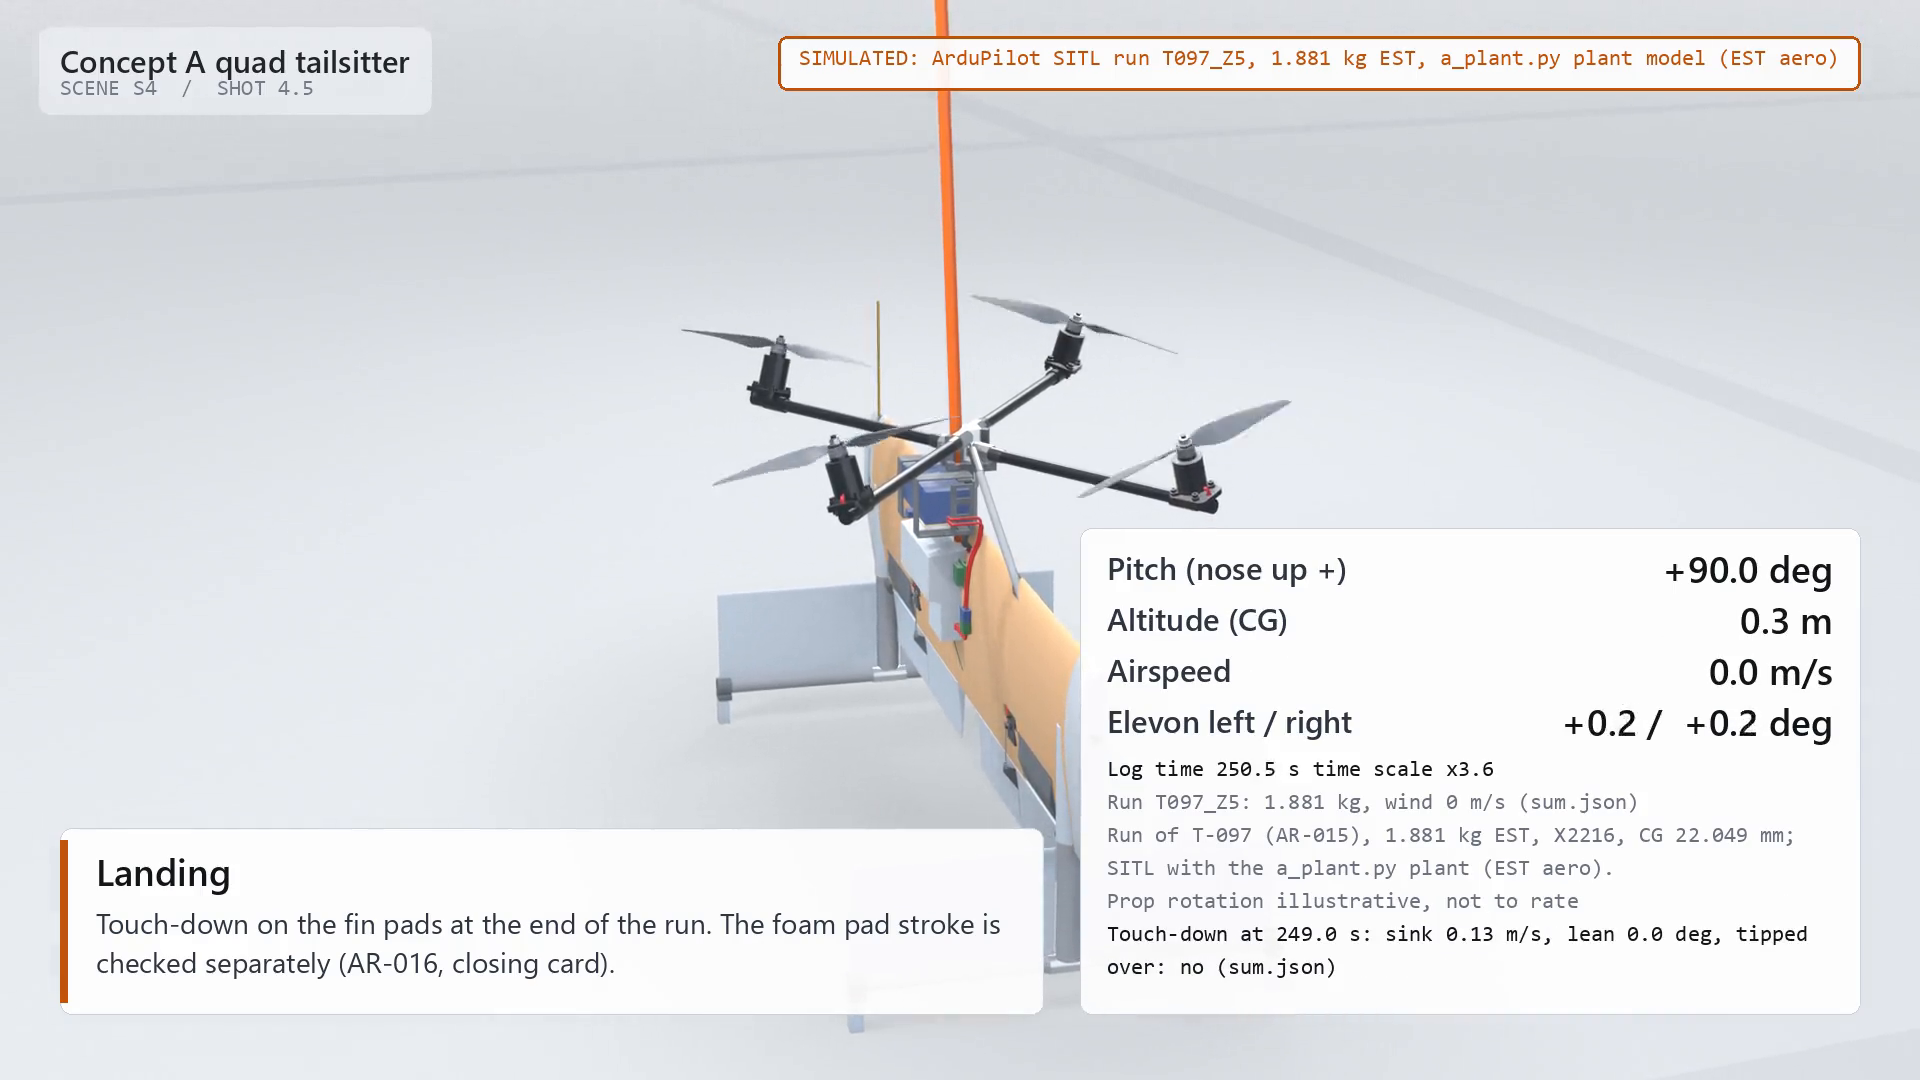 Concept A quad tailsitter
SCENE S4 / SHOT 4.5
SIMULATED: ArduPilot SITL run T097_Z5, 1.881 kg EST, a_plant.py plant model (EST aero)
Pitch (nose up +) +90.0 deg
Altitude (CG) 0.3 m
Airspeed 0.0 m/s
Elevon left / right +0.2 / +0.2 deg
Log time 250.5 s time scale x3.6
Run T097_Z5: 1.881 kg, wind 0 m/s (sum.json)
Run of T-097 (AR-015), 1.881 kg EST, X2216, CG 22.049 mm;
SITL with the a_plant.py plant (EST aero).
Prop rotation illustrative, not to rate
Touch-down at 249.0 s: sink 0.13 m/s, lean 0.0 deg, tipped
over: no (sum.json)
Landing
Touch-down on the fin pads at the end of the run. The foam pad stroke is
checked separately (AR-016, closing card).